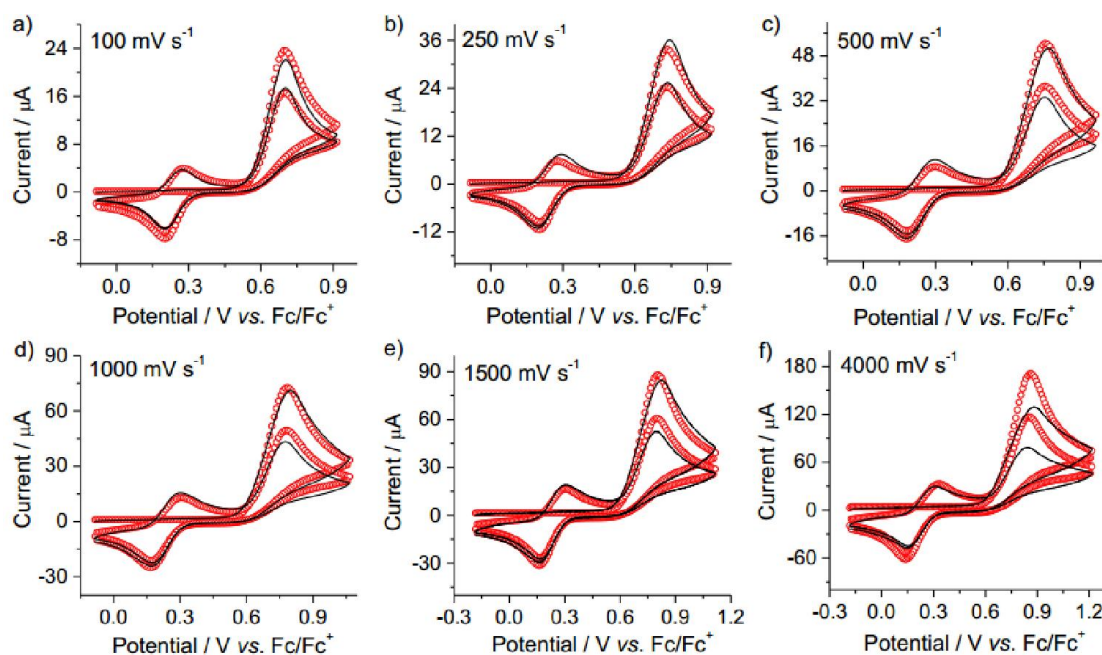 a)
100 mV s⁻¹
Current / μA
24
16
8
0
-8
0.0 0.3 0.6 0.9
Potential / V vs. Fc/Fc⁺
b)
250 mV s⁻¹
Current / μA
36
24
12
0
-12
0.0 0.3 0.6 0.9
Potential / V vs. Fc/Fc⁺
c)
500 mV s⁻¹
Current / μA
48
32
16
0
-16
0.0 0.3 0.6 0.9
Potential / V vs. Fc/Fc⁺
d)
1000 mV s⁻¹
Current / μA
90
60
30
0
-30
0.0 0.3 0.6 0.9
Potential / V vs. Fc/Fc⁺
e)
1500 mV s⁻¹
Current / μA
90
60
30
0
-30
-0.3 0.0 0.3 0.6 0.9 1.2
Potential / V vs. Fc/Fc⁺
f)
4000 mV s⁻¹
Current / μA
180
120
60
0
-60
-0.3 0.0 0.3 0.6 0.9 1.2
Potential / V vs. Fc/Fc⁺